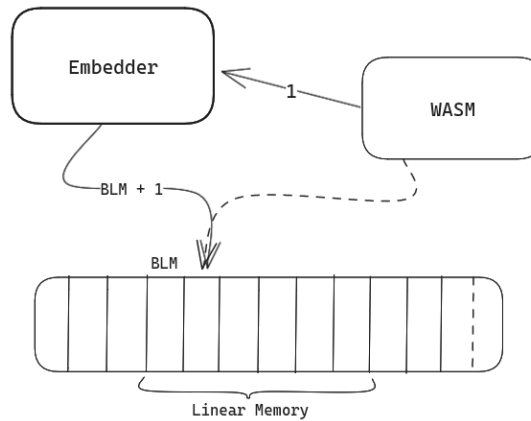 Embedder
1
WASM
BLM + 1
BLM
Linear Memory